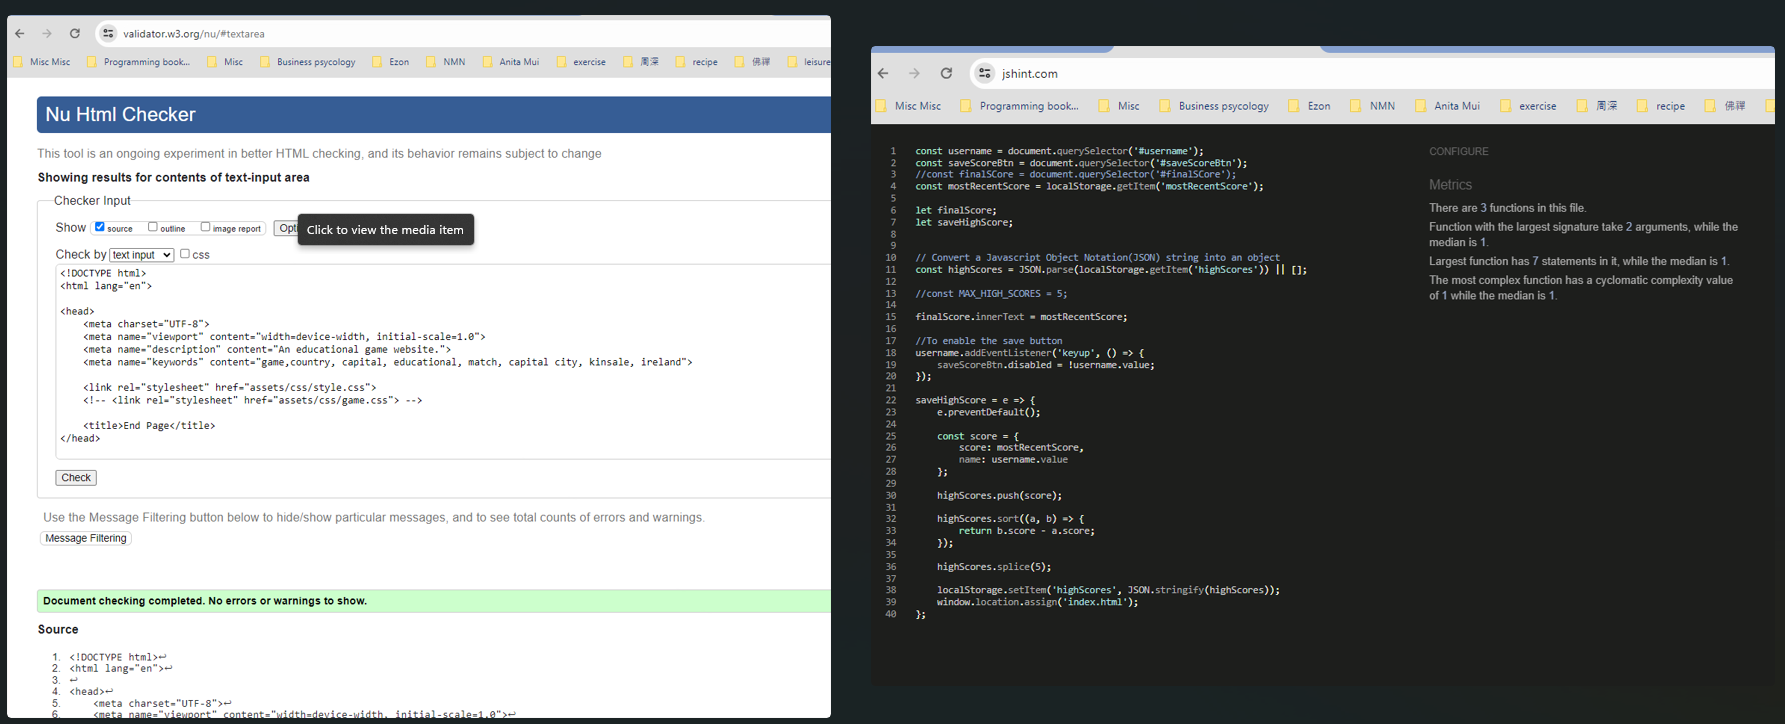 validator.w3.org/nu/#textarea
Misc Misc Programming book... Misc Business psycology Ezon NMN Anita Mui exercise 周深 recipe 佛禪 leisure
Nu Html Checker
This tool is an ongoing experiment in better HTML checking, and its behavior remains subject to change
Showing results for contents of text-input area
Checker Input
Show source outline image report Opti
Click to view the media item
Check by text input css
<!DOCTYPE html>
<html lang="en">
<head>
<meta charset="UTF-8">
<meta name="viewport" content="width=device-width, initial-scale=1.0">
<meta name="description" content="An educational game website.">
<meta name="keywords" content="game,country, capital, educational, match, capital city, kinsale, ireland">
<link rel="stylesheet" href="assets/css/style.css">
<!-- <link rel="stylesheet" href="assets/css/game.css"> -->
<title>End Page</title>
</head>
Check
Use the Message Filtering button below to hide/show particular messages, and to see total counts of errors and warnings.
Message Filtering
Document checking completed. No errors or warnings to show.
Source
1. <!DOCTYPE html>↩
2. <html lang="en">↩
3. ↩
4. <head>↩
5. <meta charset="UTF-8">↩
6. <meta name="viewport" content="width=device-width, initial-scale=1.0">↩
jshint.com
Misc Misc Programming book... Misc Business psycology Ezon NMN Anita Mui exercise 周深 recipe 佛禪
1 const username = document.querySelector('#username');
2 const saveScoreBtn = document.querySelector('#saveScoreBtn');
3 //const finalSCore = document.querySelector('#finalSCore');
4 const mostRecentScore = localStorage.getItem('mostRecentScore');
5
6 let finalScore;
7 let saveHighScore;
8
9
10 // Convert a Javascript Object Notation(JSON) string into an object
11 const highScores = JSON.parse(localStorage.getItem('highScores')) || [];
12
13 //const MAX_HIGH_SCORES = 5;
14
15 finalScore.innerText = mostRecentScore;
16
17 //To enable the save button
18 username.addEventListener('keyup', () => {
19 saveScoreBtn.disabled = !username.value;
20 });
21
22 saveHighScore = e => {
23 e.preventDefault();
24
25 const score = {
26 score: mostRecentScore,
27 name: username.value
28 };
29
30 highScores.push(score);
31
32 highScores.sort((a, b) => {
33 return b.score - a.score;
34 });
35
36 highScores.splice(5);
37
38 localStorage.setItem('highScores', JSON.stringify(highScores));
39 window.location.assign('index.html');
40 };
CONFIGURE
Metrics
There are 3 functions in this file.
Function with the largest signature take 2 arguments, while the
median is 1.
Largest function has 7 statements in it, while the median is 1.
The most complex function has a cyclomatic complexity value
of 1 while the median is 1.